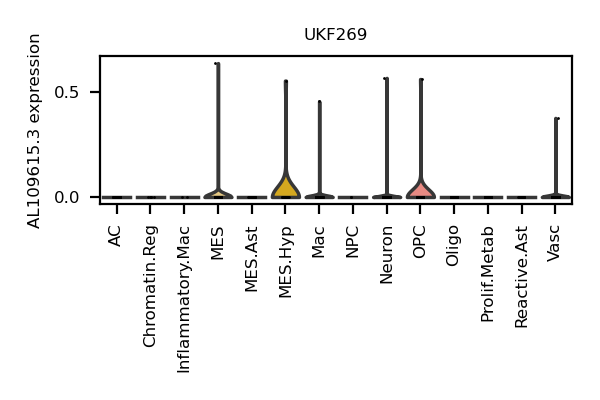 UKF269
AL109615.3 expression
0.5
0.0
AC
Chromatin.Reg
Inflammatory.Mac
MES
MES.Ast
MES.Hyp
Mac
NPC
Neuron
OPC
Oligo
Prolif.Metab
Reactive.Ast
Vasc